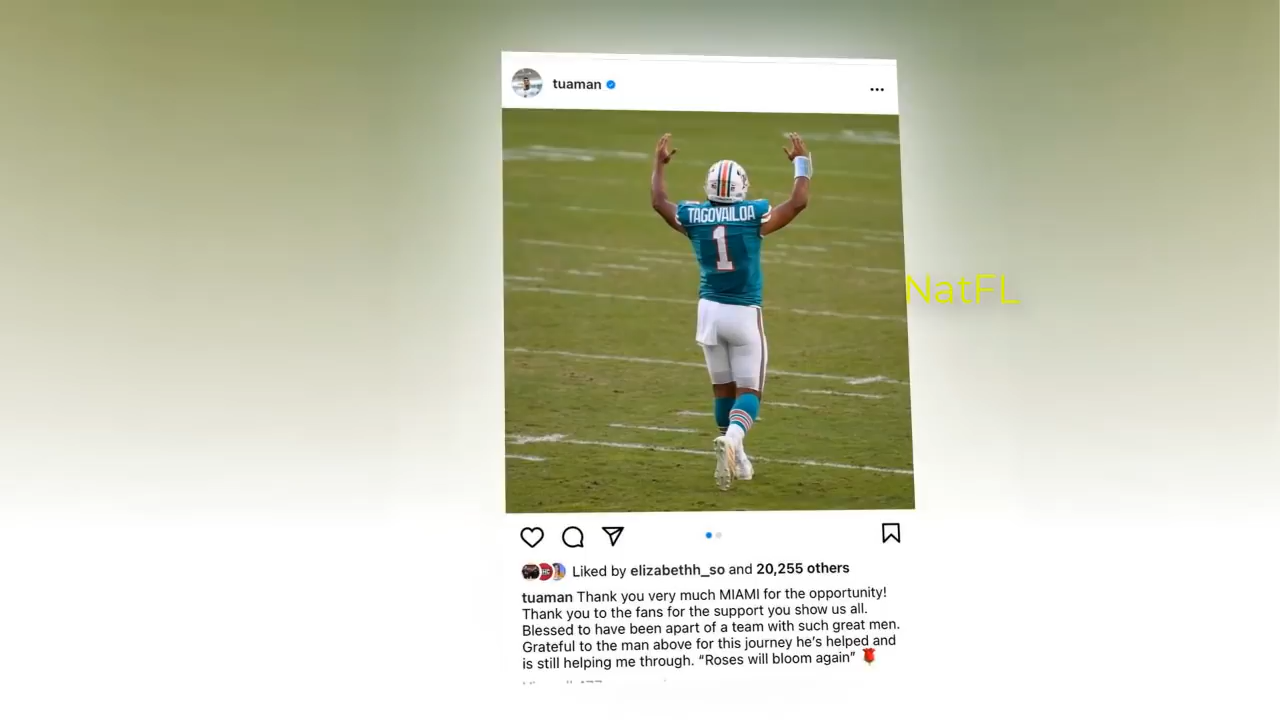 tuaman
TAGOVAILOA
1
NatFL
Liked by elizabethh_so and 20,255 others
tuaman Thank you very much MIAMI for the opportunity!
Thank you to the fans for the support you show us all.
Blessed to have been apart of a team with such great men.
Grateful to the man above for this journey he's helped and
is still helping me through. “Roses will bloom again” 🌹